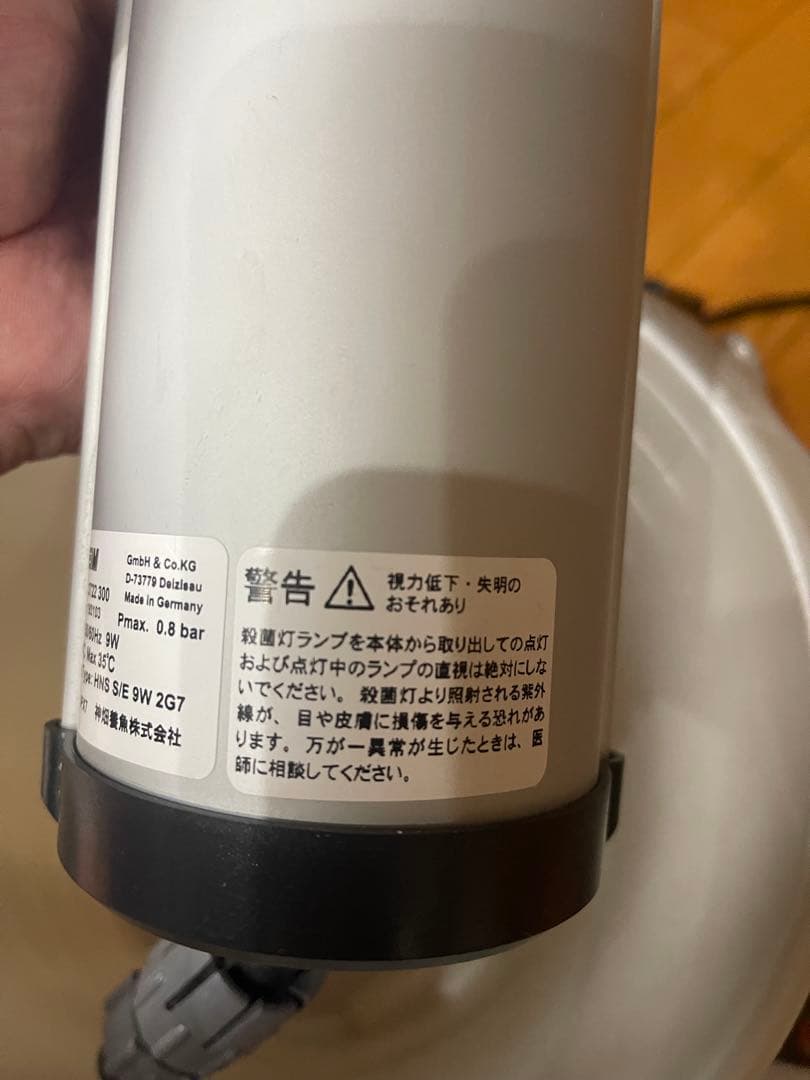 GmbH & Co.KG
D-73779 Deizisau
Made in Germany
722 300
Pmax. 0.8 bar
60Hz 9W
Max 35℃
Type: HNS S/E 9W 2G7
神畑養魚株式会社
警告
視力低下・失明の
おそれあり
殺菌灯ランプを本体から取り出しての点灯
および点灯中のランプの直視は絶対にしな
いでください。殺菌灯より照射される紫外
線が、目や皮膚に損傷を与える恐れがあ
ります。万が一異常が生じたときは、医
師に相談してください。